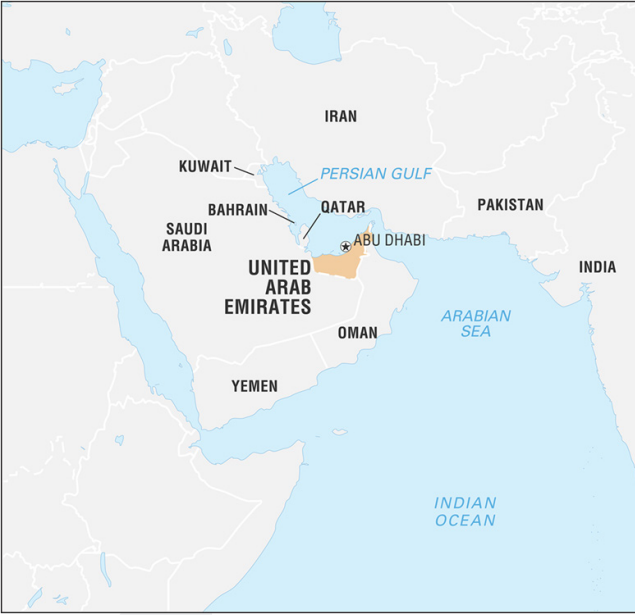 IRAN
KUWAIT
PERSIAN GULF
BAHRAIN
QATAR
PAKISTAN
SAUDI
ARABIA
ABU DHABI
UNITED
ARAB
EMIRATES
INDIA
ARABIAN
SEA
OMAN
YEMEN
INDIAN
OCEAN